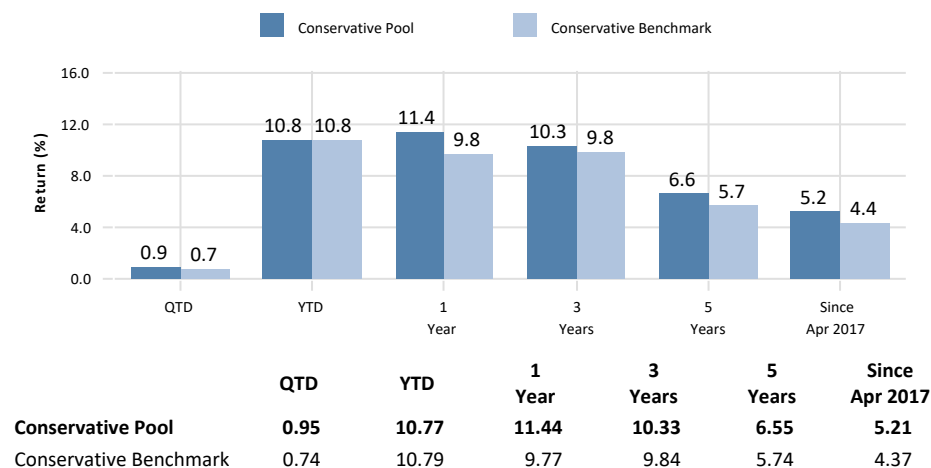 Conservative Pool Conservative Benchmark
Return (%)
16.0
12.0
8.0
4.0
0.0
0.9 0.7
10.8 10.8
11.4 9.8
10.3 9.8
6.6 5.7
5.2 4.4
QTD YTD 1 3 5 Since
Year Years Years Apr 2017
QTD YTD 1 3 5 Since
Year Years Years Apr 2017
Conservative Pool 0.95 10.77 11.44 10.33 6.55 5.21
Conservative Benchmark 0.74 10.79 9.77 9.84 5.74 4.37